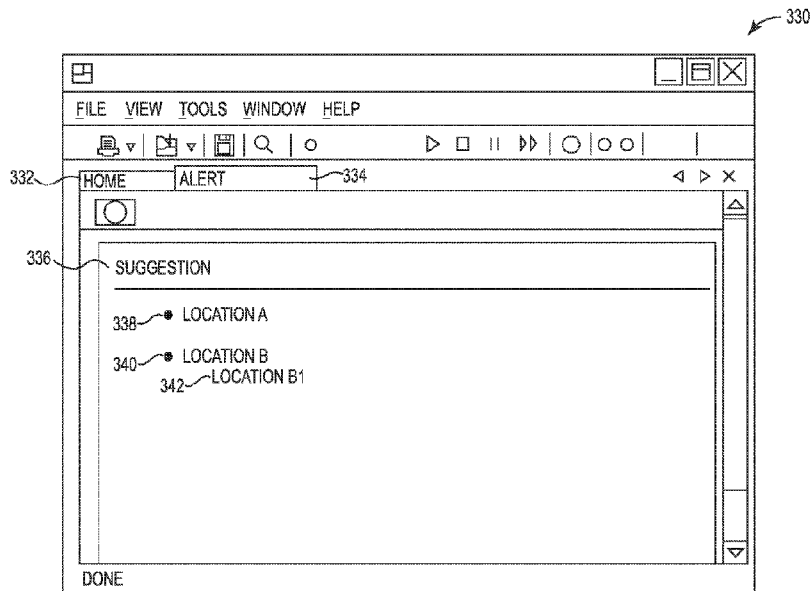 330
FILE VIEW TOOLS WINDOW HELP
332 HOME ALERT 334
336 SUGGESTION
338 LOCATION A
340 LOCATION B
342 LOCATION B1
DONE